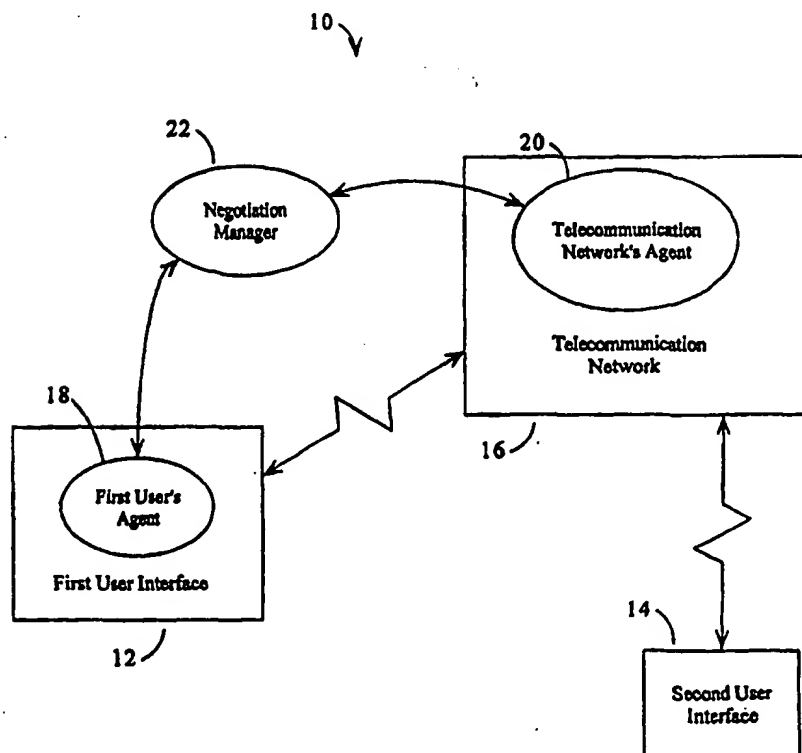 10
22
20
Negotiation
Manager
Telecommunication
Network's Agent
Telecommunication
Network
18
16
First User's
Agent
First User Interface
12
14
Second User
Interface